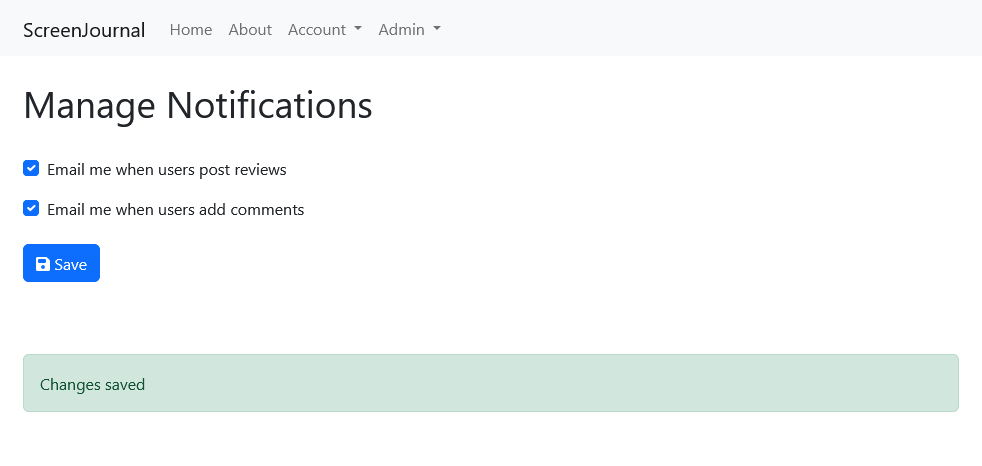 ScreenJournal Home About Account Admin
Manage Notifications
Email me when users post reviews
Email me when users add comments
Save
Changes saved